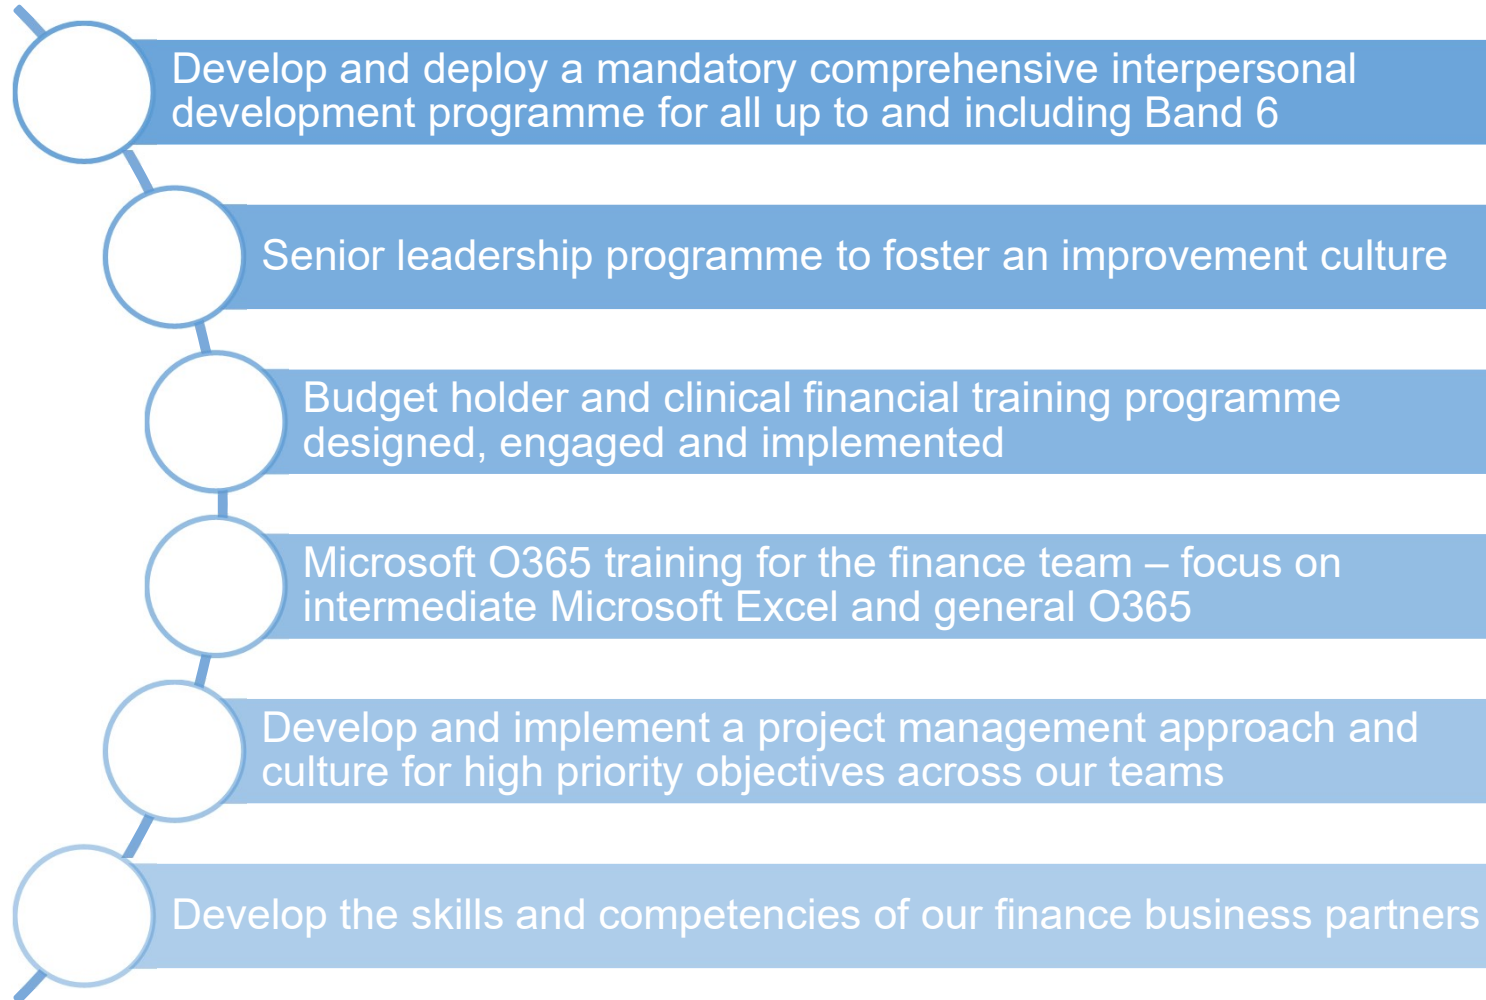 Develop and deploy a mandatory comprehensive interpersonal
development programme for all up to and including Band 6
Senior leadership programme to foster an improvement culture
Budget holder and clinical financial training programme
designed, engaged and implemented
Microsoft O365 training for the finance team – focus on
intermediate Microsoft Excel and general O365
Develop and implement a project management approach and
culture for high priority objectives across our teams
Develop the skills and competencies of our finance business partners